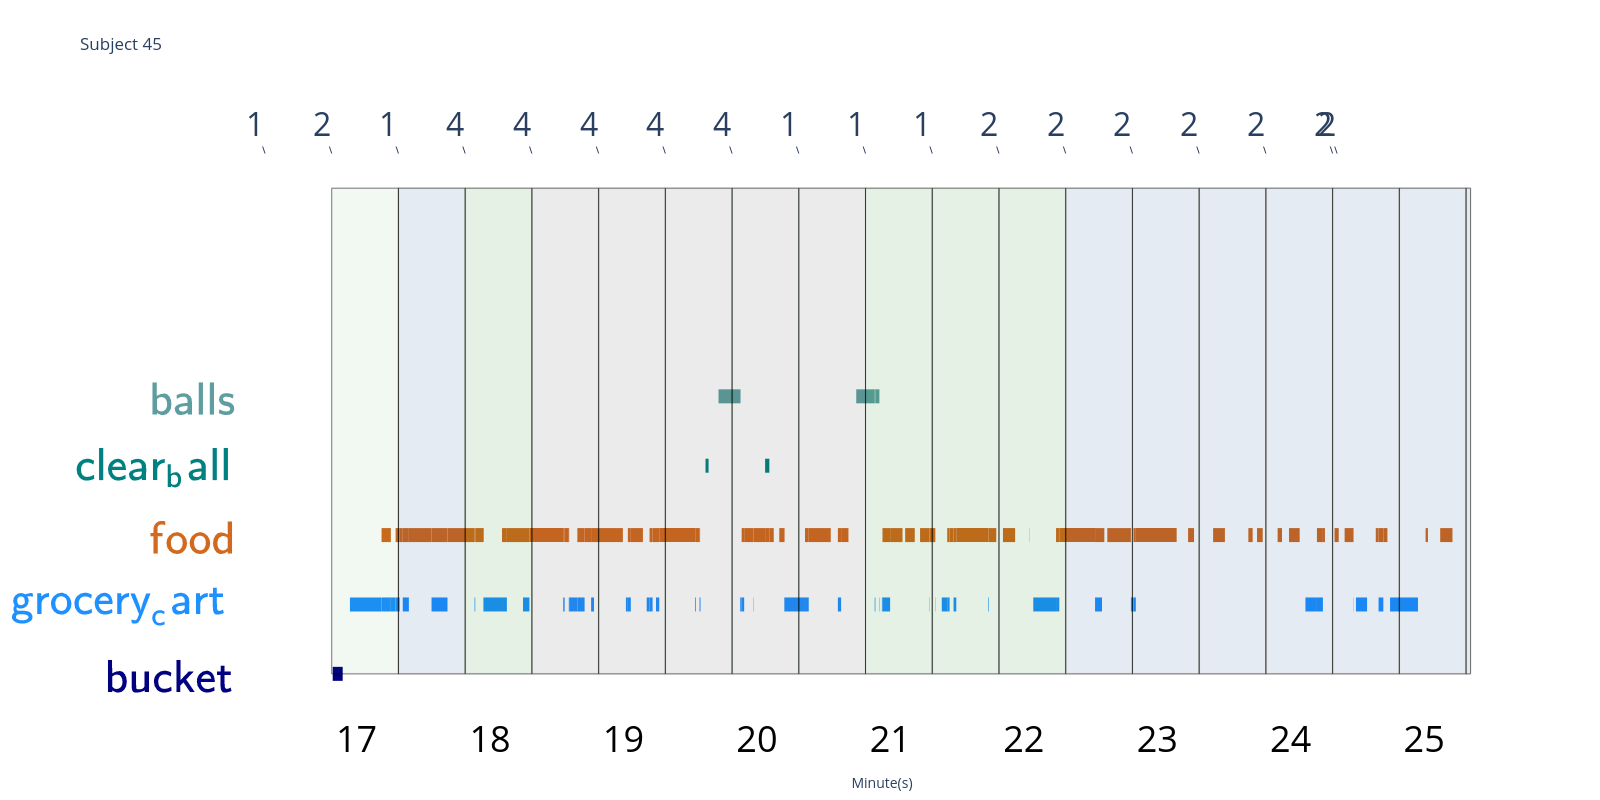 Subject 45
1 2 1 4 4 4 4 4 1 1 1 2 2 2 2 2 2 2
balls
clear_ball
food
grocery_cart
bucket
17 18 19 20 21 22 23 24 25
Minute(s)